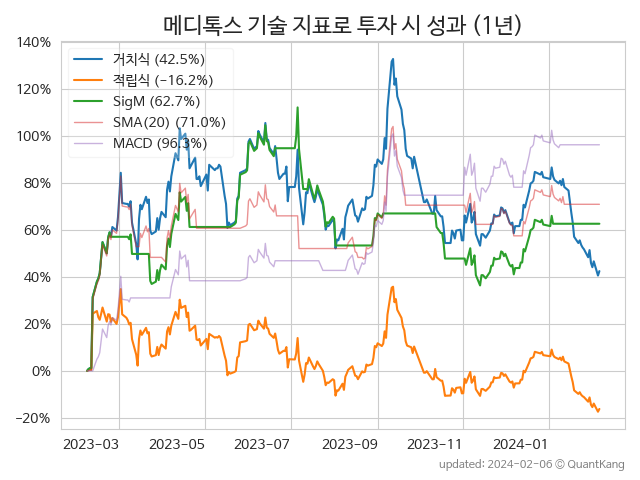 메디톡스 기술 지표로 투자 시 성과 (1년)
140%
120%
100%
80%
60%
40%
20%
0%
−20%
거치식 (42.5%)
적립식 (-16.2%)
SigM (62.7%)
SMA(20) (71.0%)
MACD (96.3%)
2023-03 2023-05 2023-07 2023-09 2023-11 2024-01
updated: 2024-02-06 © QuantKang